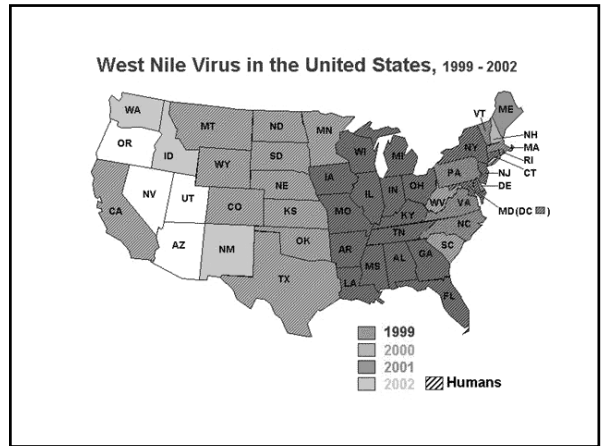 West Nile Virus in the United States, 1999 - 2002
WA
MT
ND
MN
VT
ME
OR
ID
WY
SD
WI
MI
NY
NH
MA
RI
CT
NV
UT
CO
NE
KS
IA
IL
IN
OH
PA
NJ
DE
CA
MO
KY
WV
VA
MD (DC )
AZ
NM
OK
AR
TN
NC
SC
TX
LA
MS
AL
GA
FL
1999
2000
2001
2002
Humans